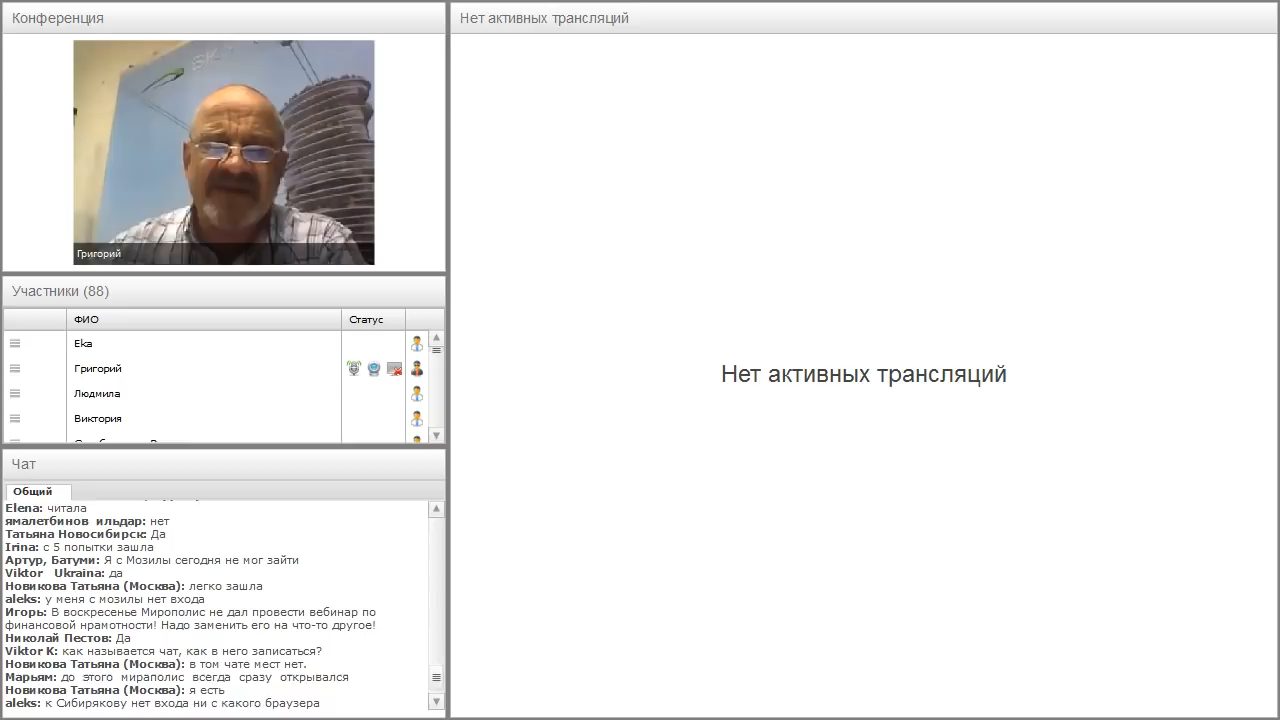 Конференция
Нет активных трансляций
Григорий
Участники (88)
ФИО
Статус
Eka
Григорий
Людмила
Виктория
Чат
Общий
Elena: читала
ямалетбинов ильдар: нет
Татьяна Новосибирск: Да
Irina: с 5 попытки зашла
Артур, Батуми: Я с Мозилы сегодня не мог зайти
Viktor Ukraina: да
Новикова Татьяна (Москва): легко зашла
aleks: у меня с мозилы нет входа
Игорь: В воскресенье Мирополис не дал провести вебинар по
финансовой нрамотности! Надо заменить его на что-то другое!
Николай Пестов: Да
Viktor K: как называется чат, как в него записаться?
Новикова Татьяна (Москва): в том чате мест нет.
Марьям: до этого мираполис всегда сразу открывался
Новикова Татьяна (Москва): я есть
aleks: к Сибирякову нет входа ни с какого браузера
Нет активных трансляций